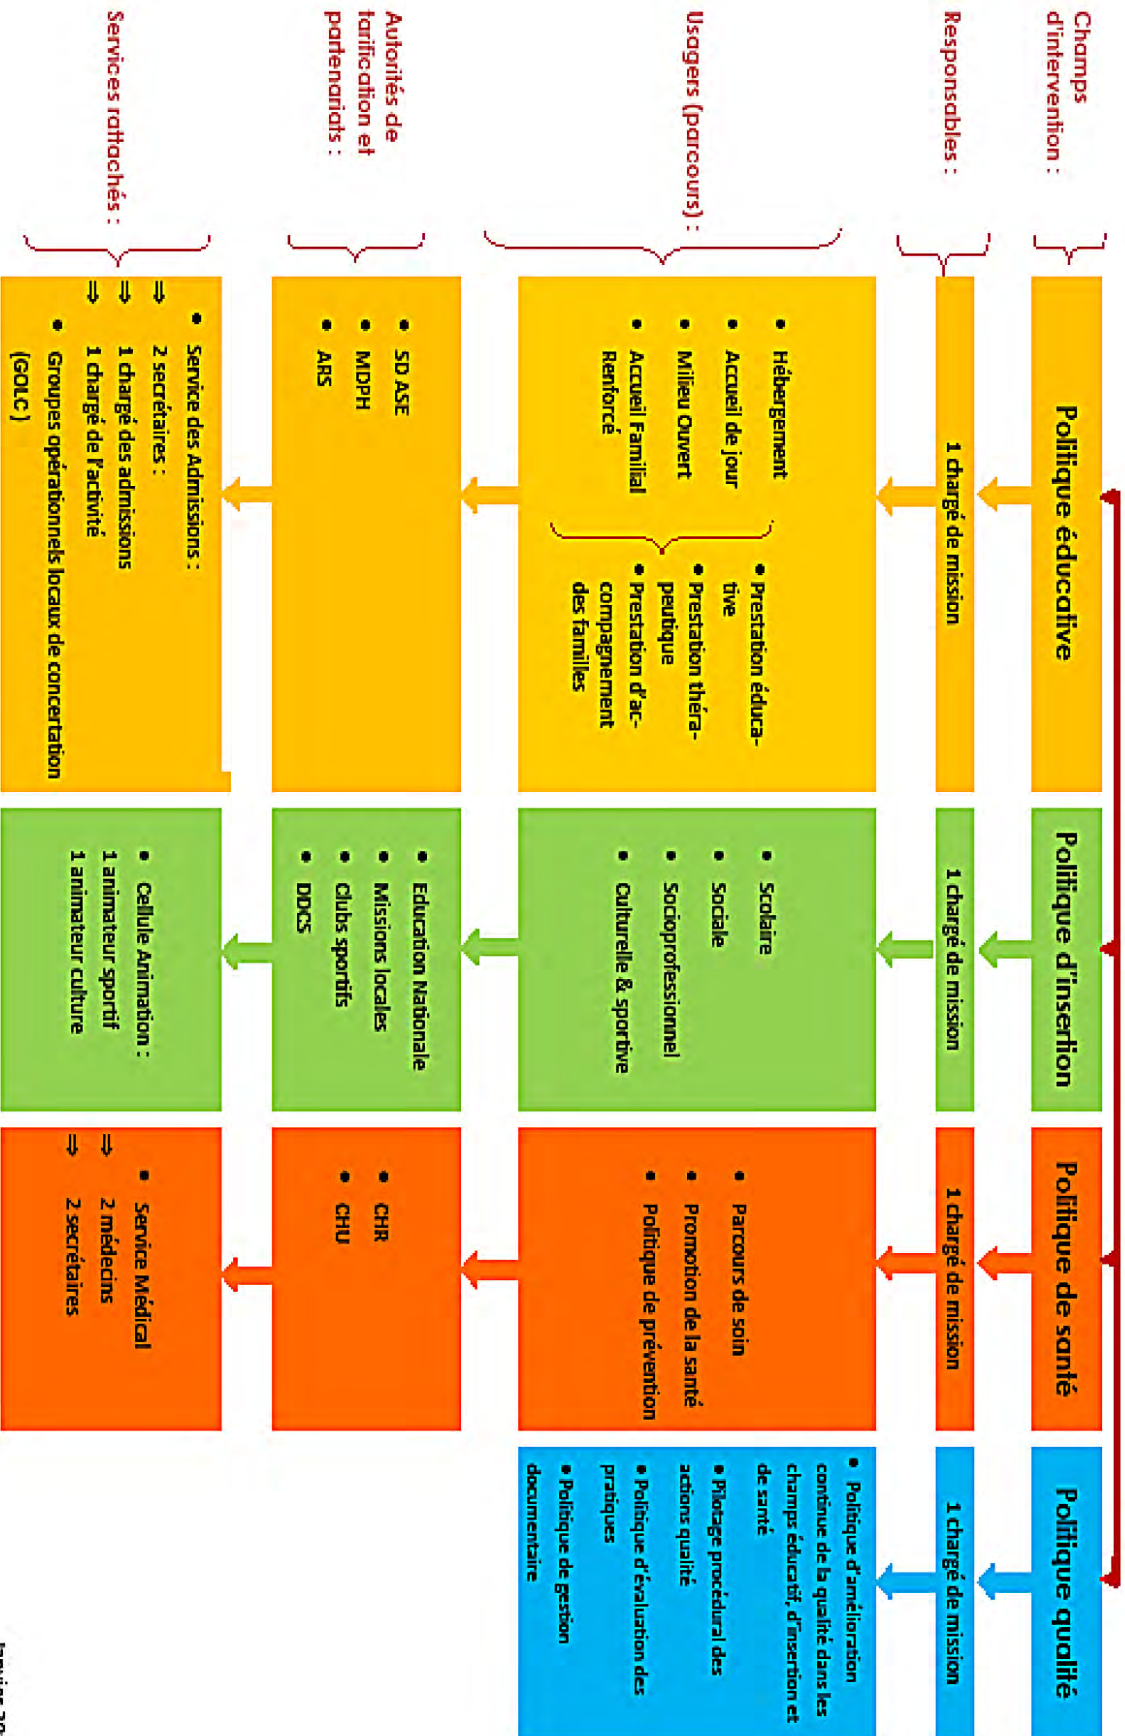 Champs
d'intervention :
Politique éducative
Politique d'insertion
Politique de santé
Politique qualité
Responsables :
1 chargé de mission
1 chargé de mission
1 chargé de mission
1 chargé de mission
Usagers (parcours) :
• Hébergement
• Accueil de jour
• Milieu Ouvert
• Accueil Familial
Renforcé
• Prestation éduca-
tive
• Prestation théra-
peutique
• Prestation d'ac-
compagnement
des familles
• Scolaire
• Sociale
• Socioprofessionnel
• Culturelle & sportive
• Parcours de soin
• Promotion de la santé
• Politique de prévention
• Politique d'amélioration
continue de la qualité dans les
champs éducatif, d'insertion et
de santé
• Pilotage procédural des
actions qualité
• Politique d'évaluation des
pratiques
• Politique de gestion
documentaire
Autorités de
tarification et
partenariats :
• SD ASE
• MDPH
• ARS
• Education Nationale
• Missions locales
• Clubs sportifs
• DDCS
• CHR
• CHU
Services rattachés :
• Service des Admissions :
⇒ 2 secrétaires :
⇒ 1 chargé des admissions
⇒ 1 chargé de l'activité
• Groupes opérationnels locaux de concertation
(GOLC )
• Cellule Animation :
1 animateur sportif
1 animateur culture
• Service Médical
⇒ 2 médecins
⇒ 2 secrétaires